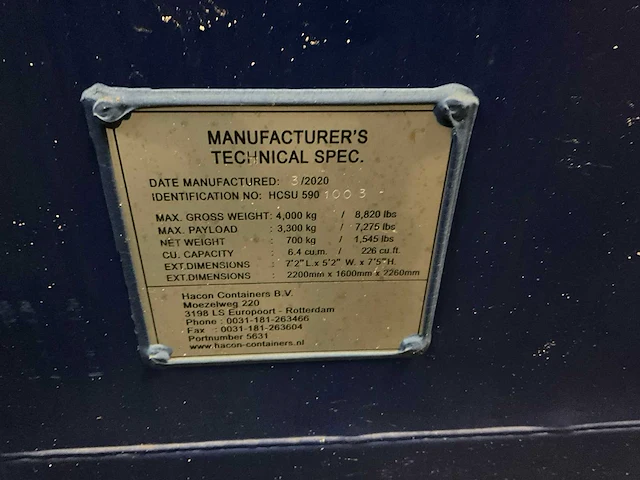 MANUFACTURER'S
TECHNICAL SPEC.
DATE MANUFACTURED: 3/2020
IDENTIFICATION NO: HCSU 590 1003
MAX. GROSS WEIGHT: 4,000 kg / 8,820 lbs
MAX. PAYLOAD : 3,300 kg / 7,275 lbs
NET WEIGHT : 700 kg / 1,545 lbs
CU. CAPACITY : 6.4 cu.m. / 226 cu.ft.
EXT.DIMENSIONS : 7'2" L.x 5'2" W. x 7'5"H.
EXT.DIMENSIONS : 2200mm x 1600mm x 2260mm
Hacon Containers B.V.
Moezelweg 220
3198 LS Europoort - Rotterdam
Phone : 0031-181-263466
Fax : 0031-181-263604
Portnumber 5631
www.hacon-containers.nl